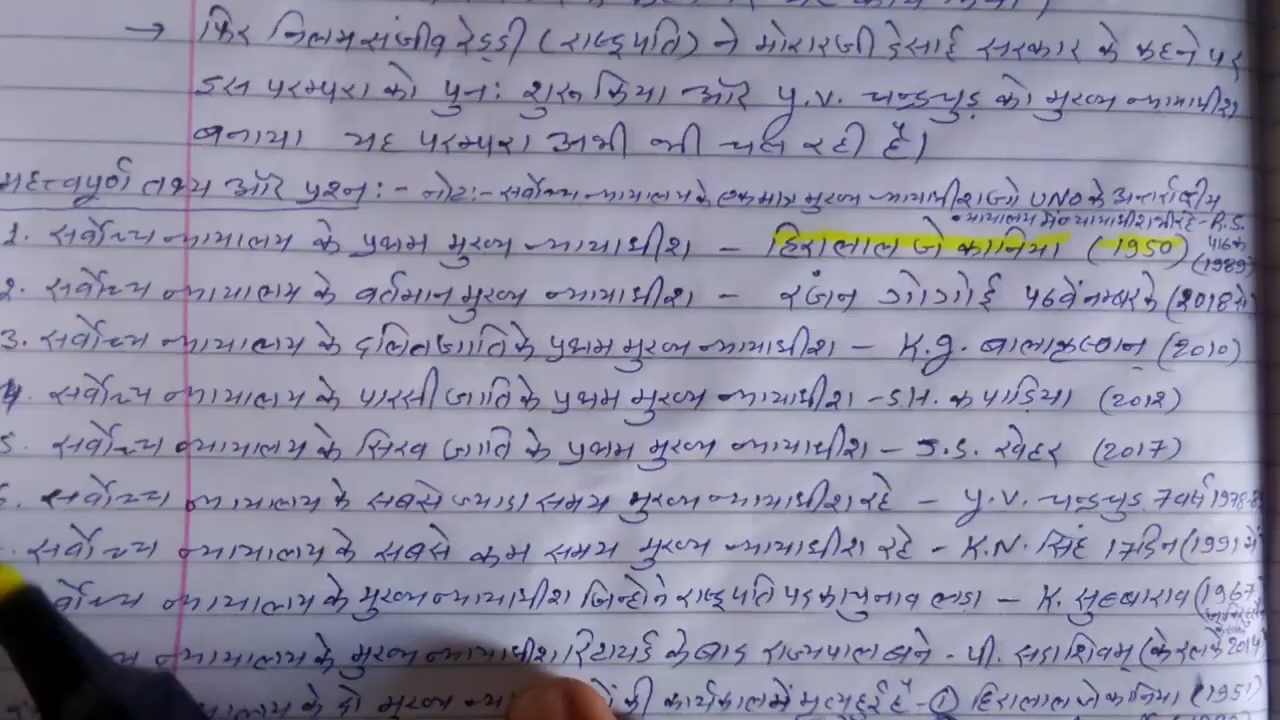 → फिर निलम संजीव रेड्डी (राष्ट्रपति) ने मोरारजी देसाई सरकार के कहने पर
इस परम्परा को पुनः शुरू किया और Y.V. चन्द्रचुड़ को मुख्य न्यायाधीश
बनाया यह परम्परा अभी भी चल रही है।
महत्वपुर्ण तथ्य और प्रश्न :- नोट:- सर्वोच्च न्यायालय के एकमात्र मुख्य न्यायाधीश जो UNO के अन्तर्राष्ट्रीय
न्यायालय में न्यायाधीश भी रहे - R.S.
1. सर्वोच्च न्यायालय के प्रथम मुख्य न्यायाधीश - हिरालाल जे कानिया (1950)
पाठक (1989)
2. सर्वोच्च न्यायालय के वर्तमान मुख्य न्यायाधीश - रंजन गोगोई 46 वें नम्बर के (2018 से
3. सर्वोच्च न्यायालय के दलित जाति के प्रथम मुख्य न्यायाधीश - K.G. बालाकृष्णन (2010)
4. सर्वोच्च न्यायालय के पारसी जाति के प्रथम मुख्य न्यायाधीश - S.H. कपाड़िया (2012)
5. सर्वोच्च न्यायालय के सिख जाति के प्रथम मुख्य न्यायाधीश - J.S. खेहर (2017)
6. सर्वोच्च न्यायालय के सबसे ज्यादा समय मुख्य न्यायाधीश रहे - Y.V. चन्द्रचुड़ 7 वर्ष 1978-8
सर्वोच्च न्यायालय के सबसे कम समय मुख्य न्यायाधीश रहे - K.N. सिंह 17 दिन (1991 में
र्वोच्च न्यायालय के मुख्य न्यायाधीश जिन्होने राष्ट्रपति पद का चुनाव लड़ा - K. सुब्बाराव (1967
न्यायालय के मुख्य न्यायाधीश रिटायर्ड के बाद राज्यपाल बने - पी. सदाशिवम् (केरल के 2014
लय के दो मुख्य न्या की कार्यकाल में मृत्यु हुई है - ① हिरालाल जे कानिया (1951)